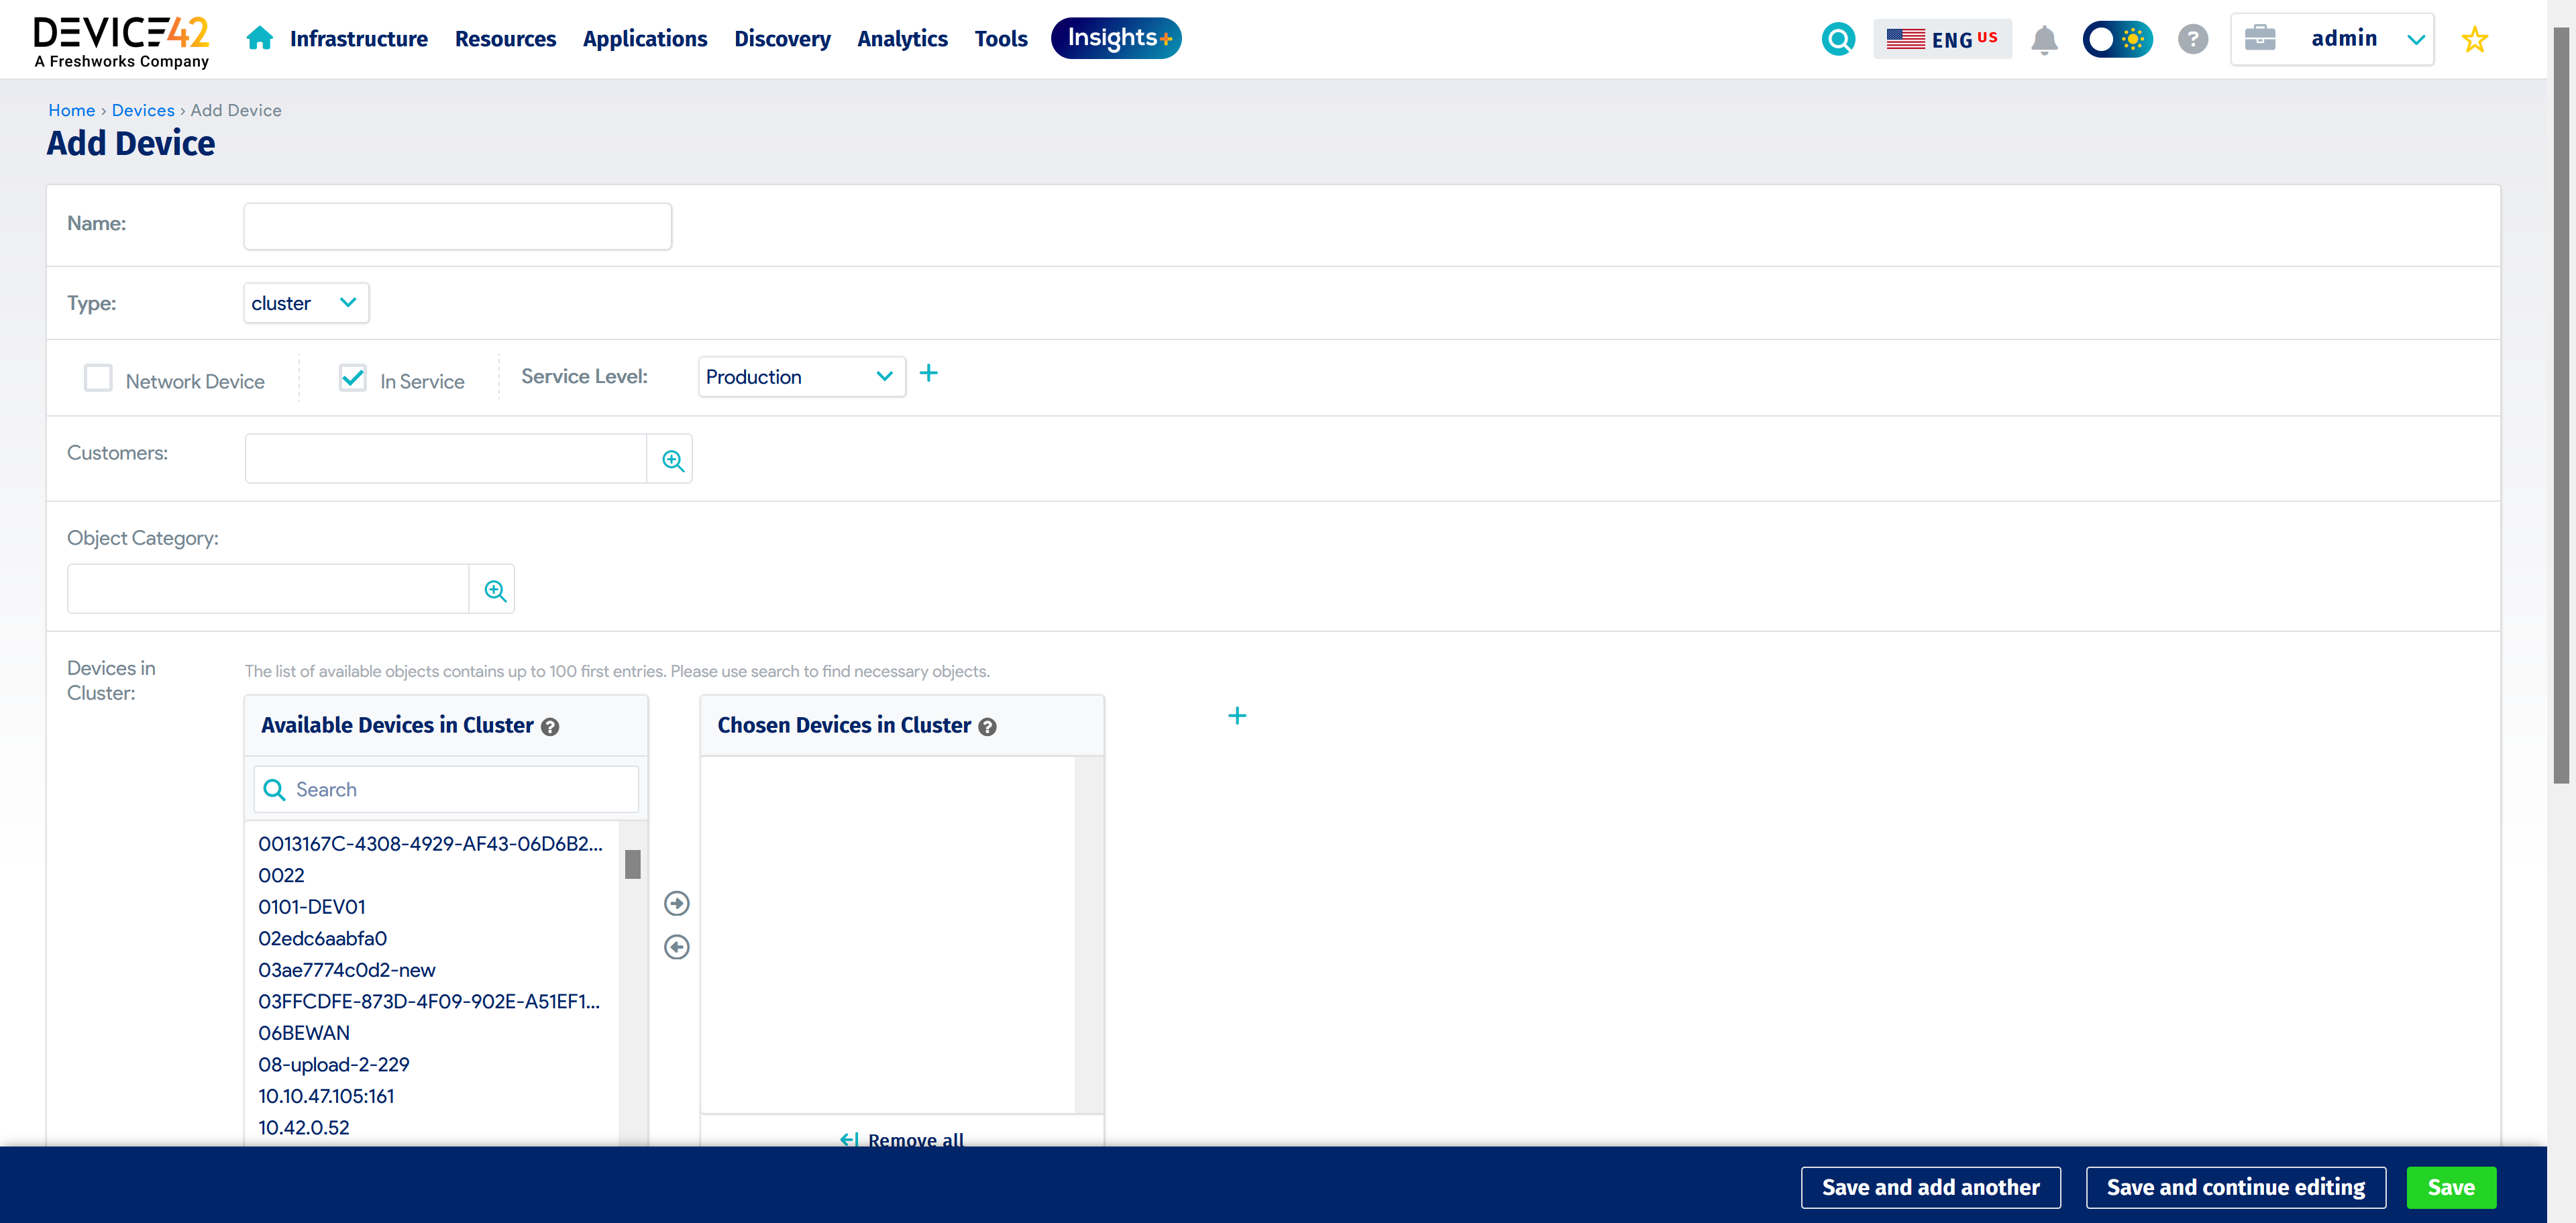 DEVICE42
A Freshworks Company
Infrastructure
Resources
Applications
Discovery
Analytics
Tools
Insights+
ENG US
?
admin
Home › Devices › Add Device
Add Device
Name:
Type:
cluster
Network Device
In Service
Service Level:
Production
Customers:
Object Category:
Devices in
Cluster:
The list of available objects contains up to 100 first entries. Please use search to find necessary objects.
Available Devices in Cluster ?
Search
0013167C-4308-4929-AF43-06D6B2...
0022
0101-DEV01
02edc6aabfa0
03ae7774c0d2-new
03FFCDFE-873D-4F09-902E-A51EF1...
06BEWAN
08-upload-2-229
10.10.47.105:161
10.42.0.52
Chosen Devices in Cluster ?
Remove all
Save and add another
Save and continue editing
Save